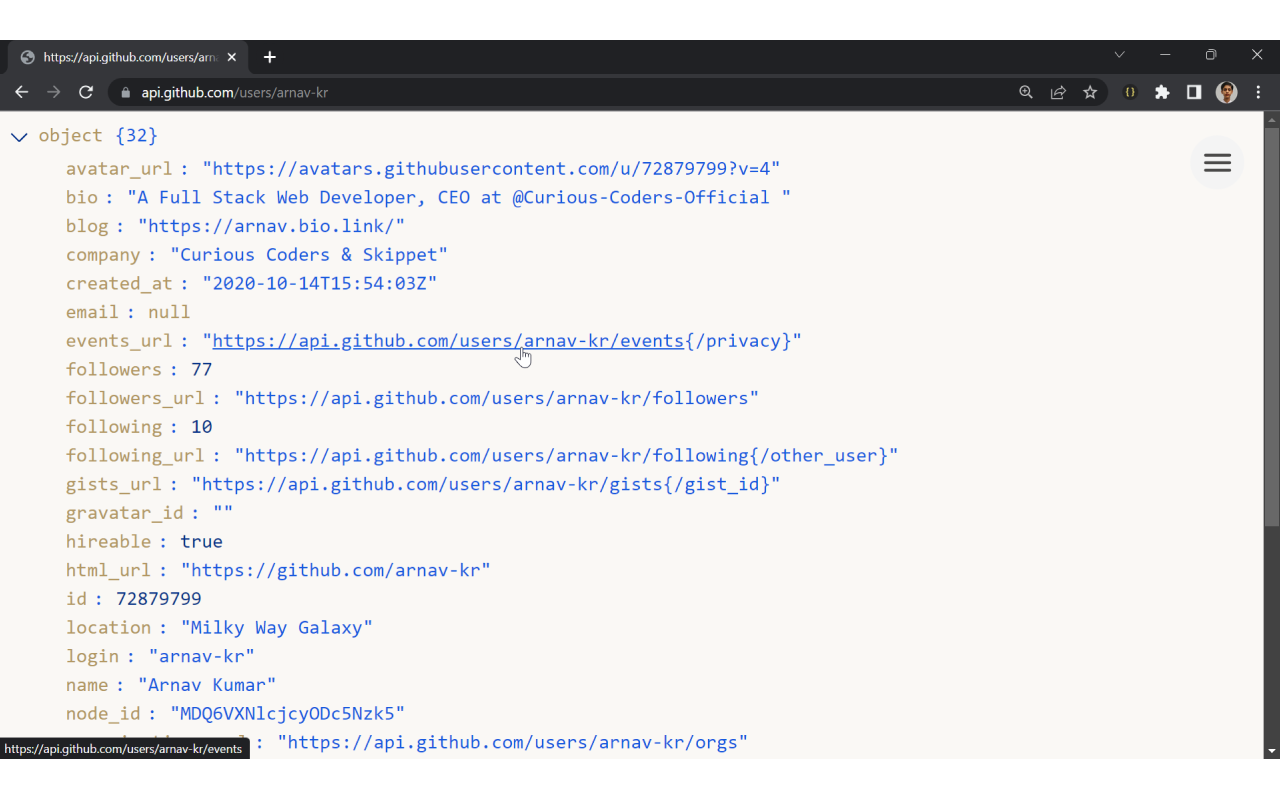 https://api.github.com/users/arn
api.github.com/users/arnav-kr
object {32}
avatar_url : "https://avatars.githubusercontent.com/u/72879799?v=4"
bio : "A Full Stack Web Developer, CEO at @Curious-Coders-Official "
blog : "https://arnav.bio.link/"
company : "Curious Coders & Skippet"
created_at : "2020-10-14T15:54:03Z"
email : null
events_url : "https://api.github.com/users/arnav-kr/events{/privacy}"
followers : 77
followers_url : "https://api.github.com/users/arnav-kr/followers"
following : 10
following_url : "https://api.github.com/users/arnav-kr/following{/other_user}"
gists_url : "https://api.github.com/users/arnav-kr/gists{/gist_id}"
gravatar_id : ""
hireable : true
html_url : "https://github.com/arnav-kr"
id : 72879799
location : "Milky Way Galaxy"
login : "arnav-kr"
name : "Arnav Kumar"
node_id : "MDQ6VXNlcjcyODc5Nzk5"
: "https://api.github.com/users/arnav-kr/orgs"
https://api.github.com/users/arnav-kr/events